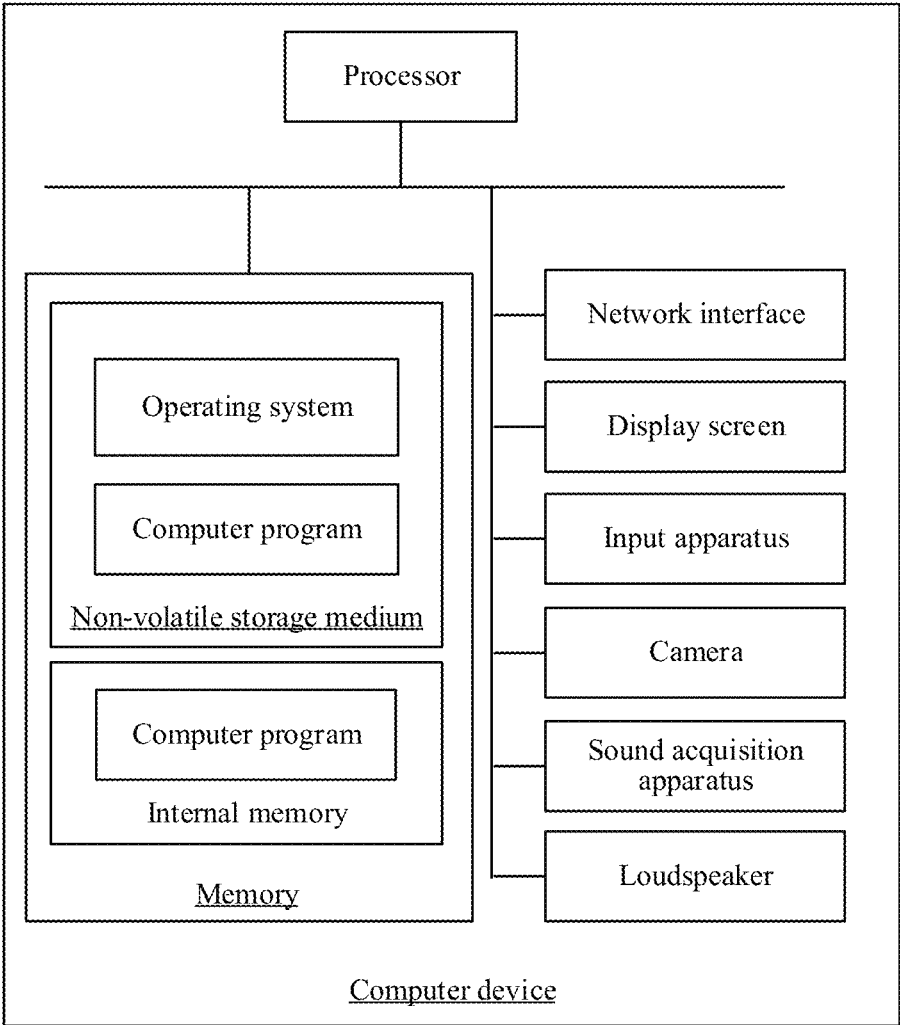 Processor
Operating system
Computer program
Non-volatile storage medium
Computer program
Internal memory
Memory
Network interface
Display screen
Input apparatus
Camera
Sound acquisition
apparatus
Loudspeaker
Computer device